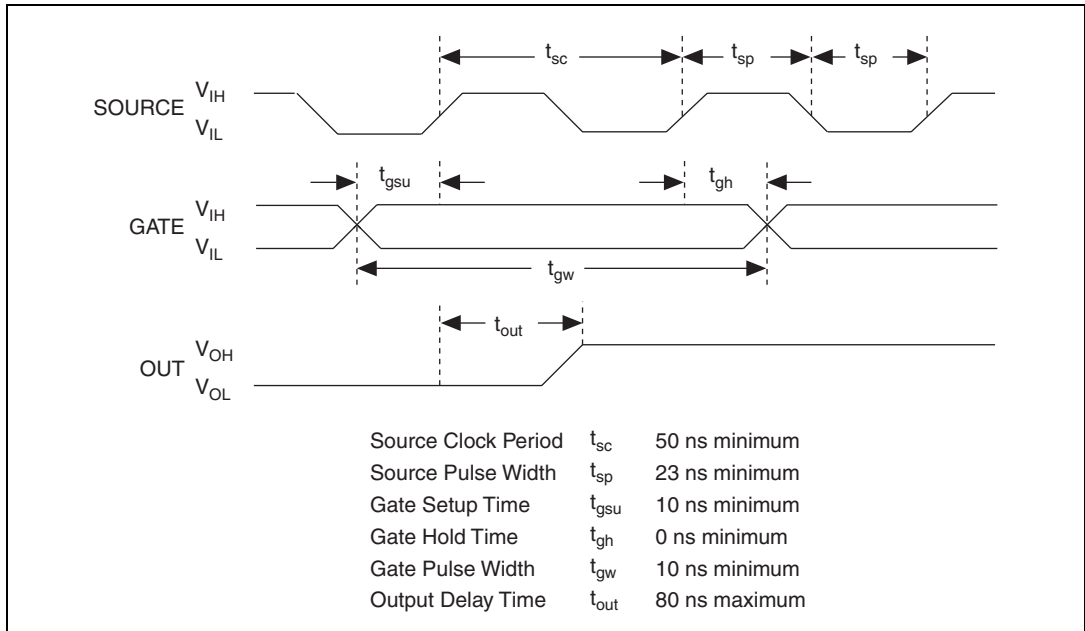 t_sc t_sp t_sp
V_IH
SOURCE
V_IL
t_gsu t_gh
V_IH
GATE
V_IL
t_gw
t_out
V_OH
OUT
V_OL
Source Clock Period t_sc 50 ns minimum
Source Pulse Width t_sp 23 ns minimum
Gate Setup Time t_gsu 10 ns minimum
Gate Hold Time t_gh 0 ns minimum
Gate Pulse Width t_gw 10 ns minimum
Output Delay Time t_out 80 ns maximum